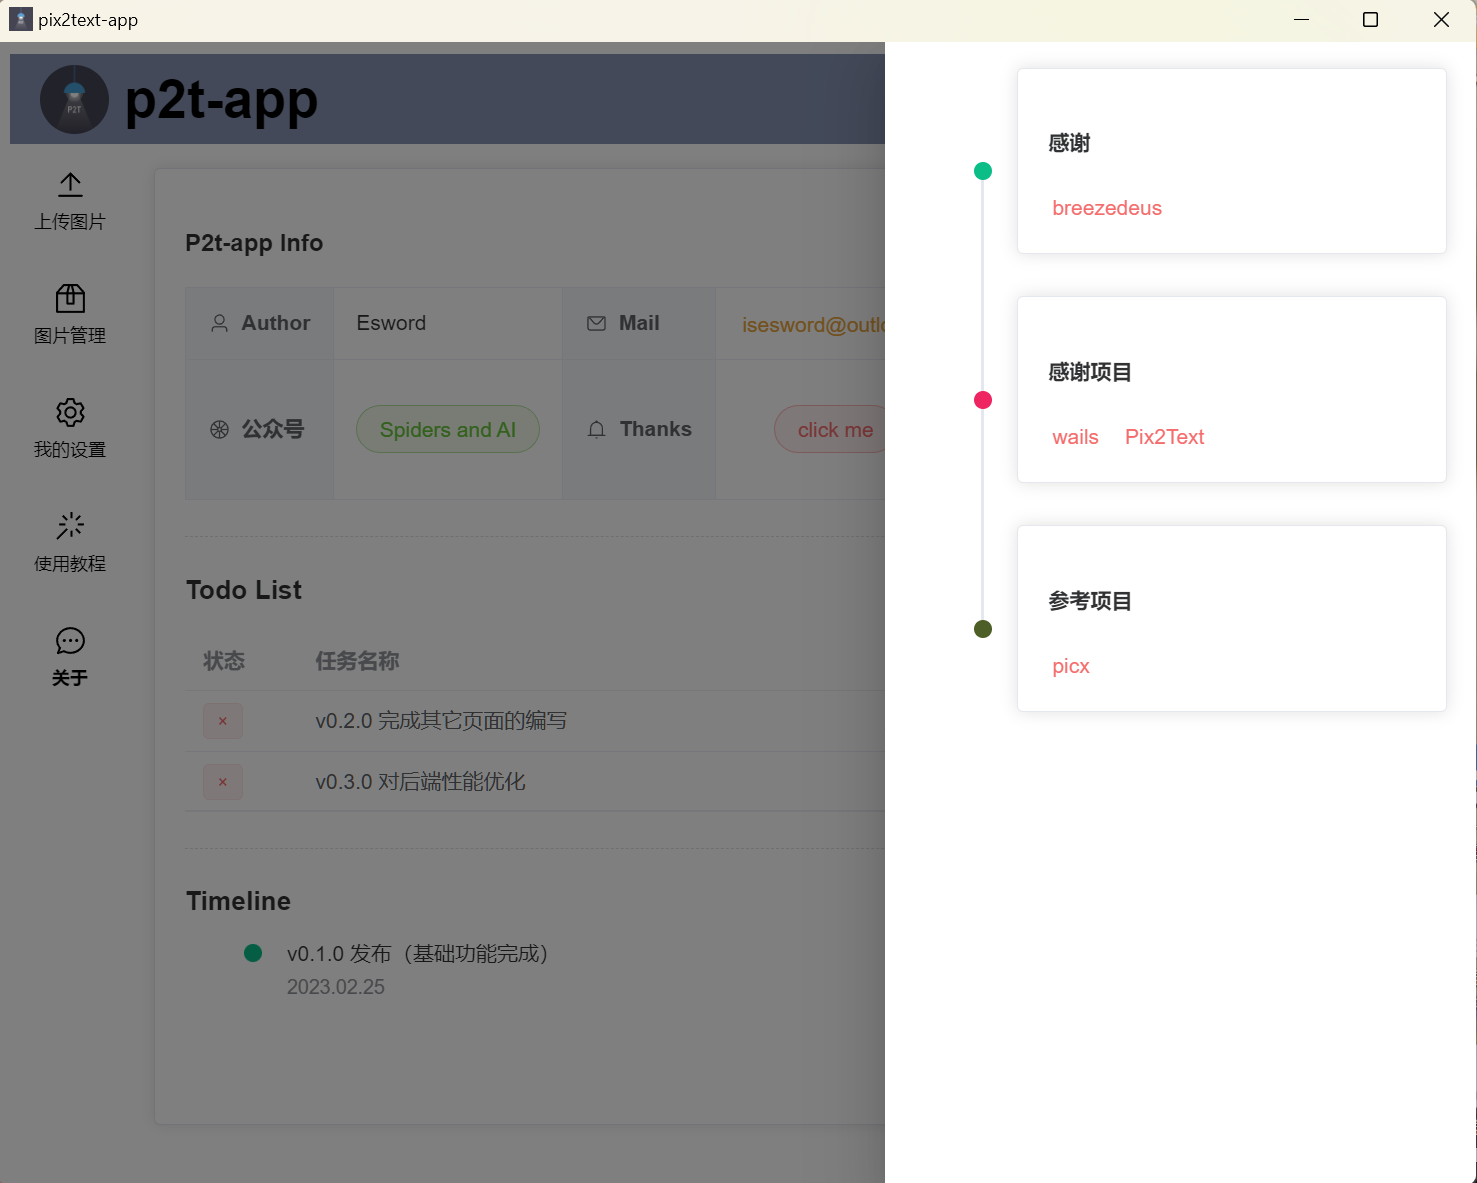 pix2text-app
P2T
p2t-app
上传图片
图片管理
我的设置
使用教程
关于
P2t-app Info
Author
Esword
Mail
isesword@outlo
公众号
Spiders and AI
Thanks
click me
Todo List
状态
任务名称
×
v0.2.0 完成其它页面的编写
×
v0.3.0 对后端性能优化
Timeline
v0.1.0 发布（基础功能完成）
2023.02.25
感谢
breezedeus
感谢项目
wails Pix2Text
参考项目
picx